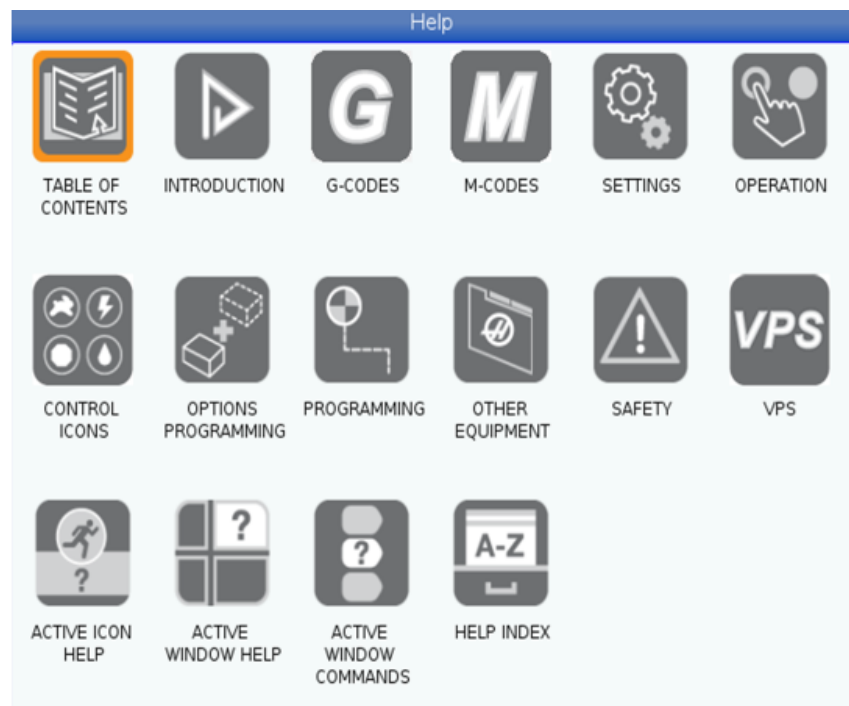 Help
TABLE OF
CONTENTS
INTRODUCTION
G
G-CODES
M
M-CODES
SETTINGS
OPERATION
CONTROL
ICONS
OPTIONS
PROGRAMMING
PROGRAMMING
OTHER
EQUIPMENT
!
SAFETY
VPS
VPS
?
ACTIVE ICON
HELP
?
ACTIVE
WINDOW HELP
?
ACTIVE
WINDOW
COMMANDS
A-Z
HELP INDEX